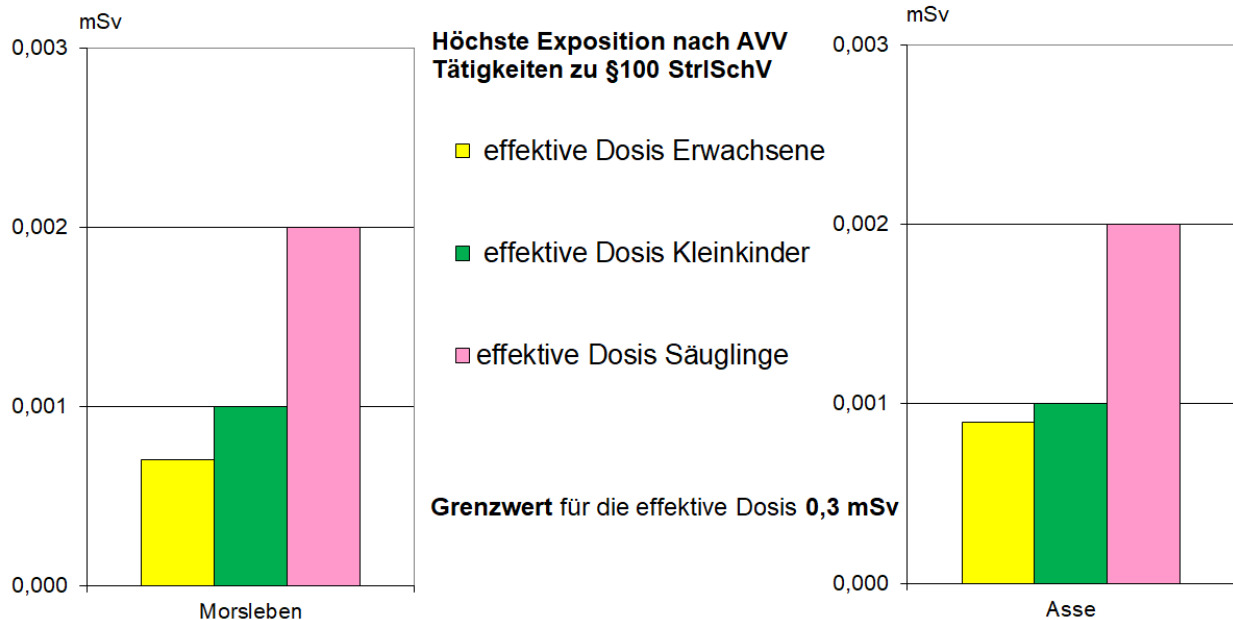 mSv
0,003
0,002
0,001
0,000
Morsleben
Höchste Exposition nach AVV
Tätigkeiten zu §100 StrlSchV
effektive Dosis Erwachsene
effektive Dosis Kleinkinder
effektive Dosis Säuglinge
Grenzwert für die effektive Dosis 0,3 mSv
mSv
0,003
0,002
0,001
0,000
Asse